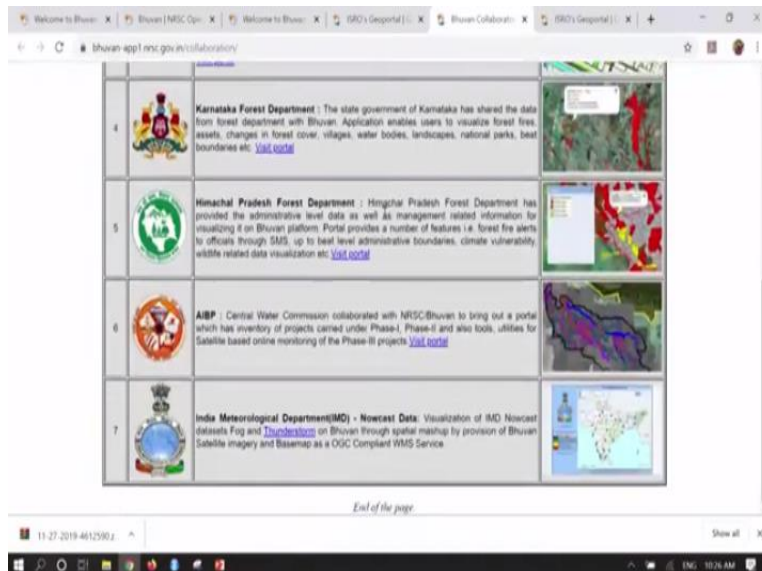 Welcome to Bhuvan
Bhuvan | NRSC Open
Welcome to Bhuvan
ISRO's Geoportal | G
Bhuvan Collaborator
ISRO's Geoportal | G
bhuvan-app1.nrsc.gov.in/collaboration/
4
Karnataka Forest Department : The state government of Karnataka has shared the data
from forest department with Bhuvan. Application enables users to visualize forest fires,
assets, changes in forest cover, villages, water bodies, landscapes, national parks, beat
boundaries etc. Visit portal
5
Himachal Pradesh Forest Department : Himachal Pradesh Forest Department has
provided the administrative level data as well as management related information for
visualizing it on Bhuvan platform. Portal provides a number of features i.e. forest fire alerts
to officials through SMS, up to beat level administrative boundaries, climate vulnerability,
wildlife related data visualization etc Visit portal
6
AIBP : Central Water Commission collaborated with NRSC/Bhuvan to bring out a portal
which has inventory of projects carried under Phase-I, Phase-II and also tools, utilities for
Satellite based online monitoring of the Phase-III projects Visit portal
7
India Meteorological Department(IMD) - Nowcast Data: Visualization of IMD Nowcast
datasets Fog and Thunderstorm on Bhuvan through spatial mashup by provision of Bhuvan
Satellite imagery and Basemap as a OGC Compliant WMS Service.
End of the page.
11-27-2019-4612590.z
Show all
ENG 10:26 AM